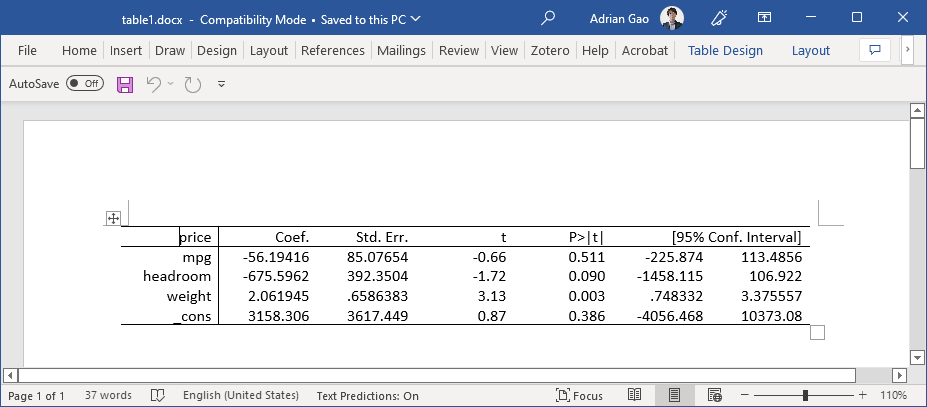 table1.docx - Compatibility Mode • Saved to this PC
Adrian Gao
File Home Insert Draw Design Layout References Mailings Review View Zotero Help Acrobat Table Design Layout
AutoSave Off
price Coef. Std. Err. t P>|t| [95% Conf. Interval]
mpg -56.19416 85.07654 -0.66 0.511 -225.874 113.4856
headroom -675.5962 392.3504 -1.72 0.090 -1458.115 106.922
weight 2.061945 .6586383 3.13 0.003 .748332 3.375557
_cons 3158.306 3617.449 0.87 0.386 -4056.468 10373.08
Page 1 of 1 37 words English (United States) Text Predictions: On Focus 110%